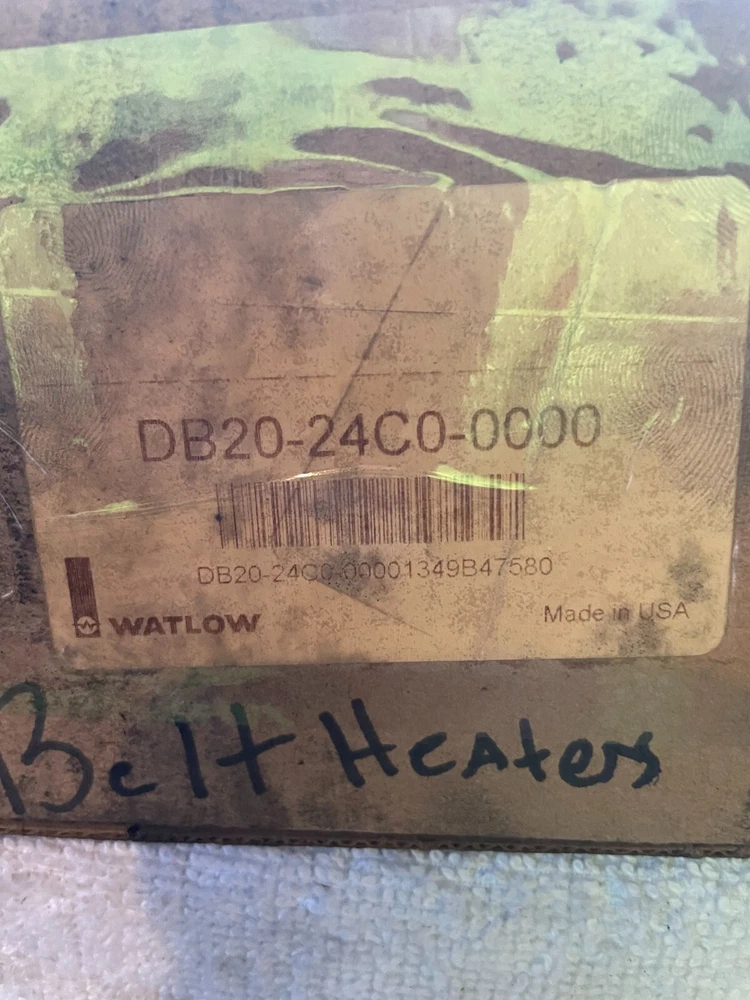 DB20-24C0-0000
DB20-24C0-00001349B47580
WATLOW
Made in USA
Belt Heaters